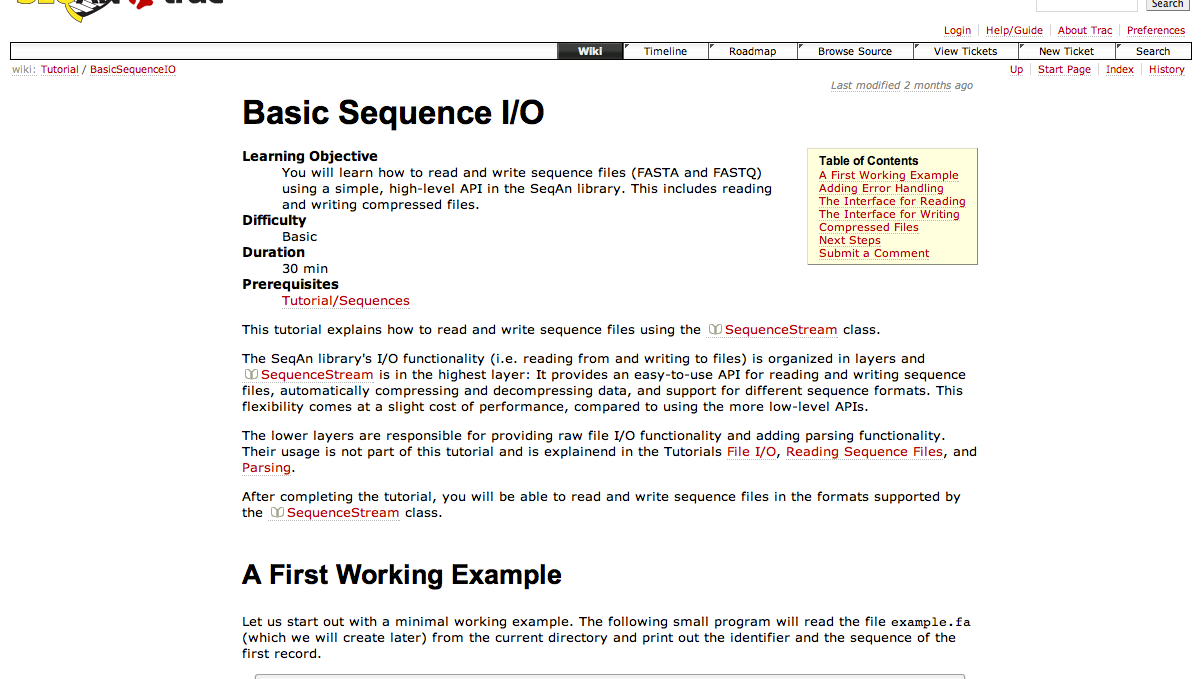 Search
Login Help/Guide About Trac Preferences
Wiki Timeline Roadmap Browse Source View Tickets New Ticket Search
wiki: Tutorial / BasicSequenceIO
Up Start Page Index History
Last modified 2 months ago
Basic Sequence I/O
Learning Objective
You will learn how to read and write sequence files (FASTA and FASTQ)
using a simple, high-level API in the SeqAn library. This includes reading
and writing compressed files.
Difficulty
Basic
Duration
30 min
Prerequisites
Tutorial/Sequences
Table of Contents
A First Working Example
Adding Error Handling
The Interface for Reading
The Interface for Writing
Compressed Files
Next Steps
Submit a Comment
This tutorial explains how to read and write sequence files using the SequenceStream class.
The SeqAn library's I/O functionality (i.e. reading from and writing to files) is organized in layers and
SequenceStream is in the highest layer: It provides an easy-to-use API for reading and writing sequence
files, automatically compressing and decompressing data, and support for different sequence formats. This
flexibility comes at a slight cost of performance, compared to using the more low-level APIs.
The lower layers are responsible for providing raw file I/O functionality and adding parsing functionality.
Their usage is not part of this tutorial and is explainend in the Tutorials File I/O, Reading Sequence Files, and
Parsing.
After completing the tutorial, you will be able to read and write sequence files in the formats supported by
the SequenceStream class.
A First Working Example
Let us start out with a minimal working example. The following small program will read the file example.fa
(which we will create later) from the current directory and print out the identifier and the sequence of the
first record.